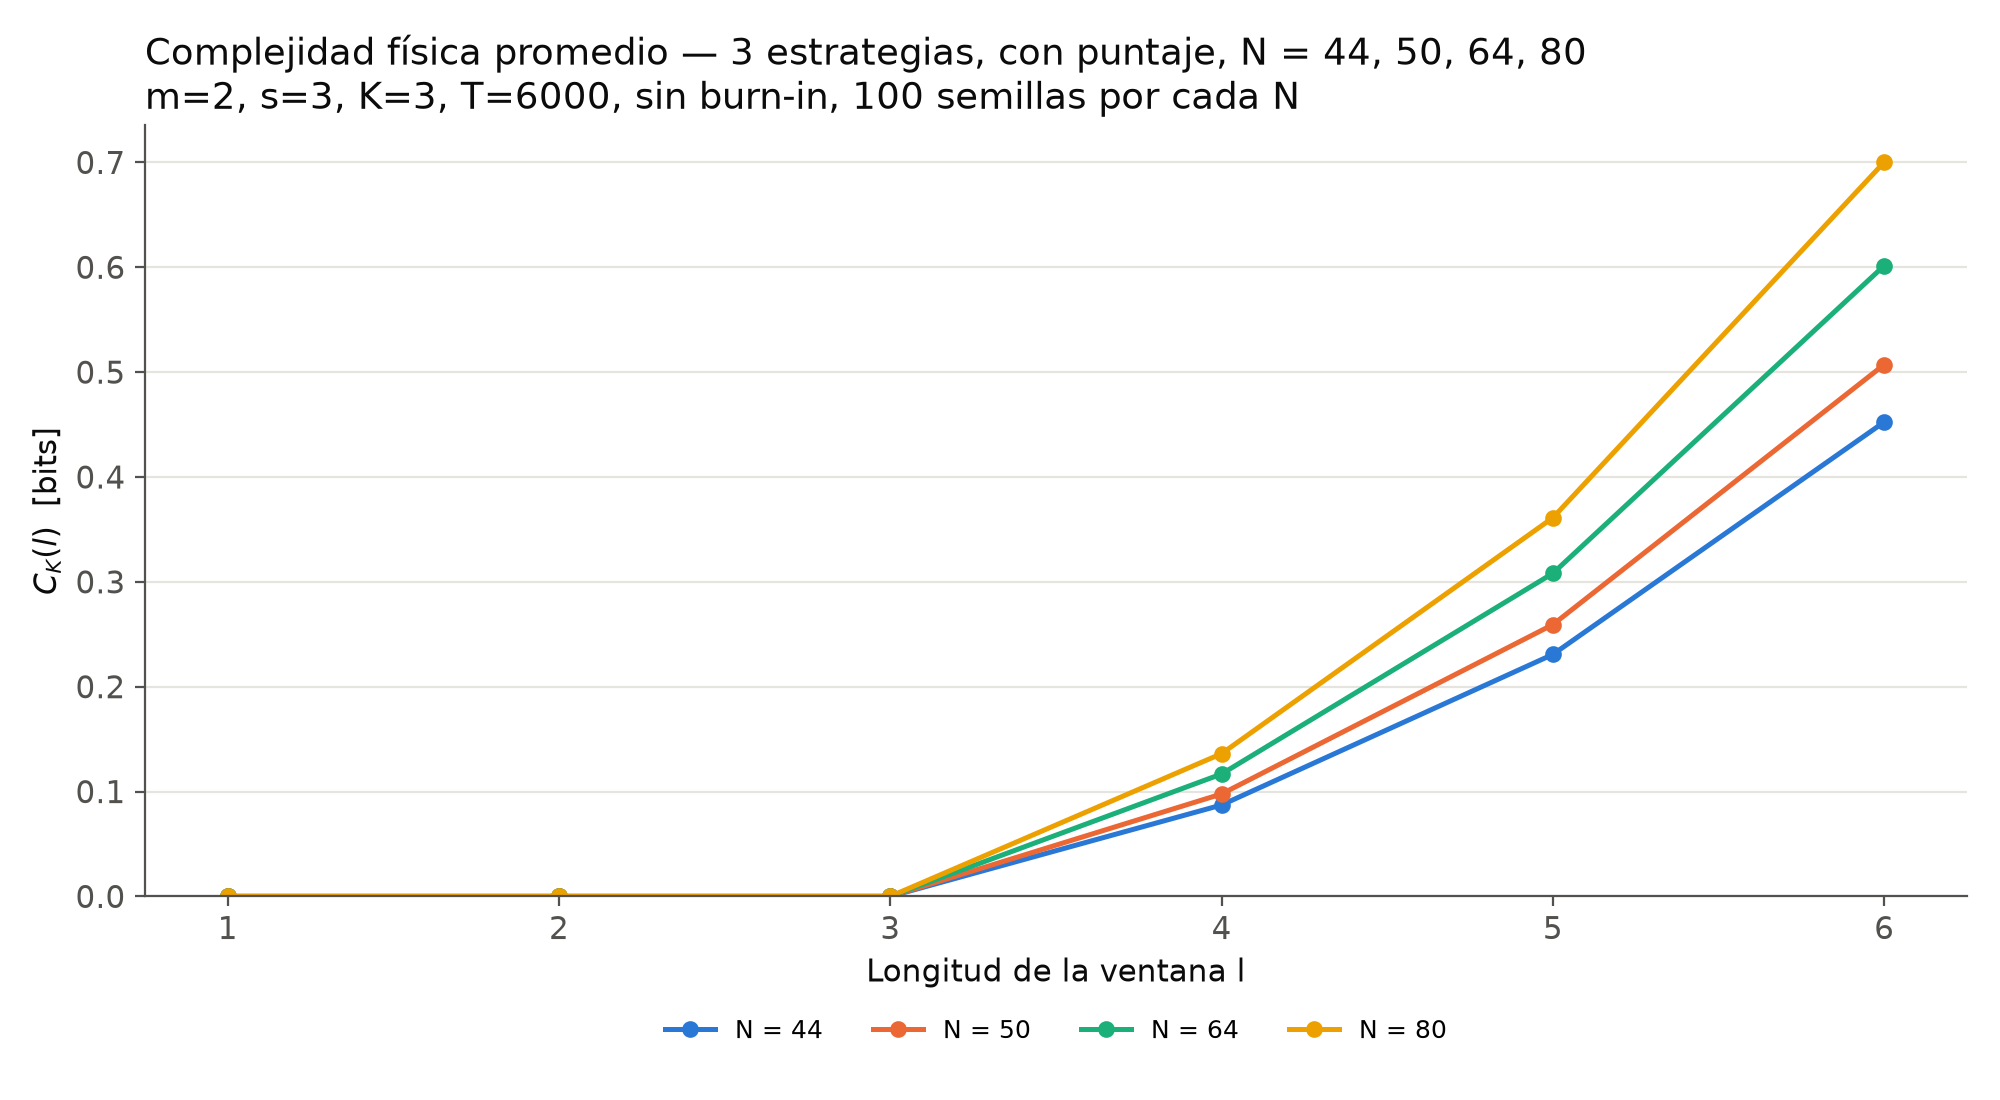 Complejidad física promedio — 3 estrategias, con puntaje, N = 44, 50, 64, 80
m=2, s=3, K=3, T=6000, sin burn-in, 100 semillas por cada N
C_K(l) [bits]
0.7
0.6
0.5
0.4
0.3
0.2
0.1
0.0
1 2 3 4 5 6
Longitud de la ventana l
N = 44 N = 50 N = 64 N = 80